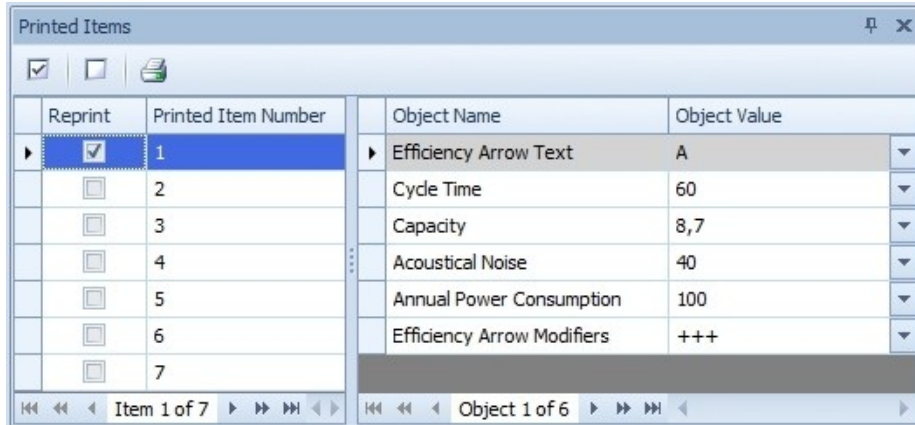 Printed Items
Reprint Printed Item Number Object Name Object Value
1 Efficiency Arrow Text A
2 Cycle Time 60
3 Capacity 8,7
4 Acoustical Noise 40
5 Annual Power Consumption 100
6 Efficiency Arrow Modifiers +++
7
Item 1 of 7 Object 1 of 6